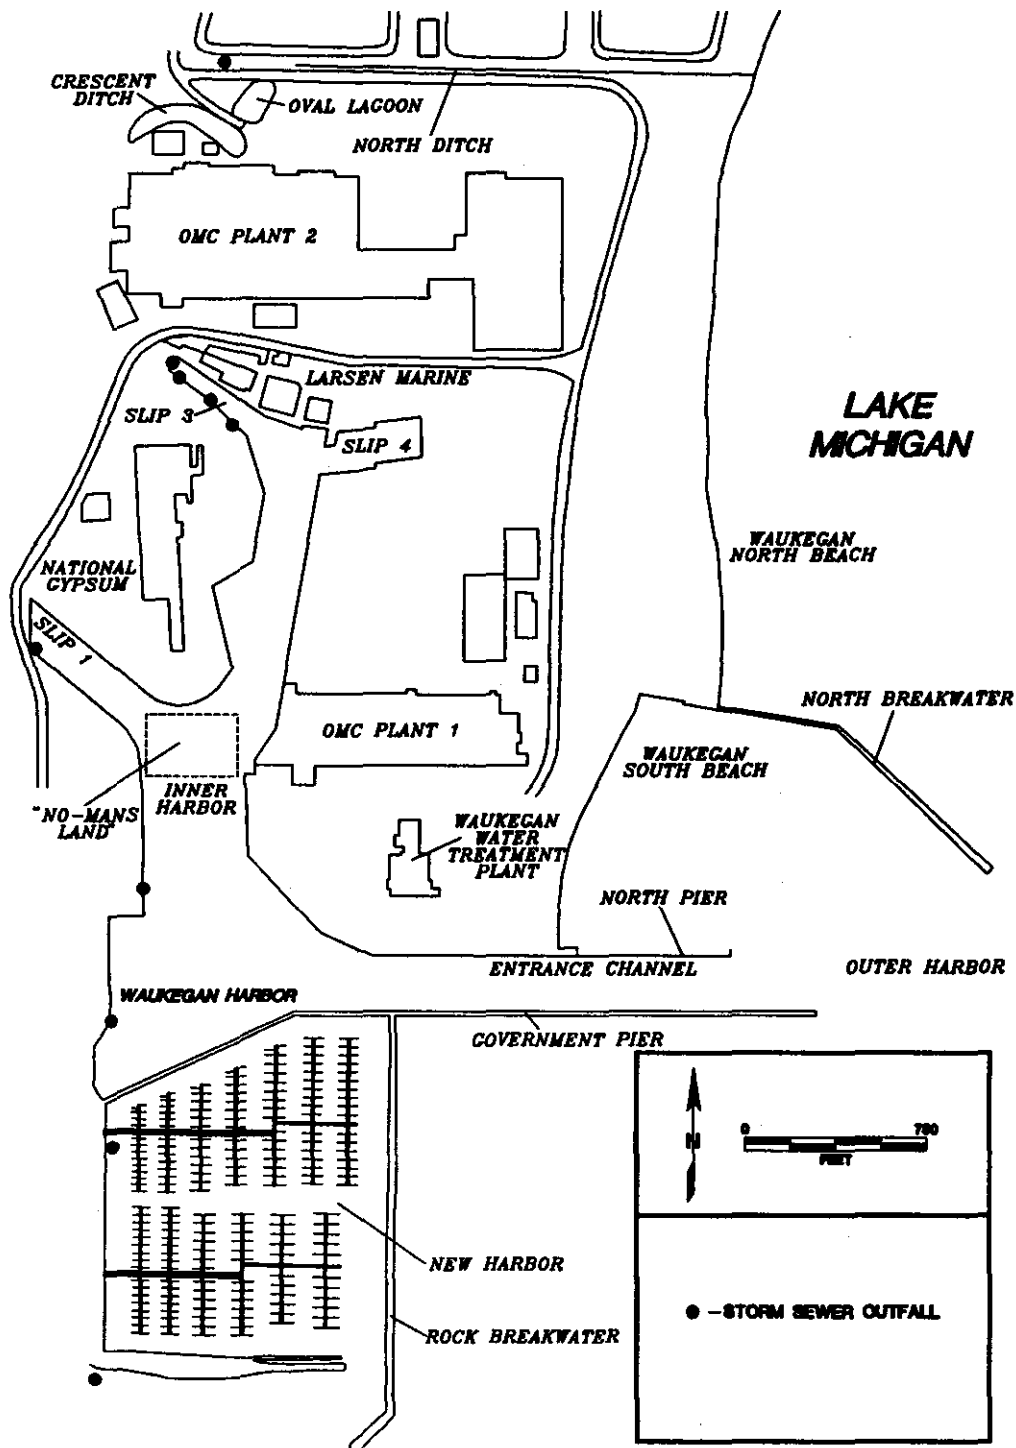 CRESCENT
DITCH
OVAL LAGOON
NORTH DITCH
OMC PLANT 2
LARSEN MARINE
SLIP 3
SLIP 4
LAKE
MICHIGAN
WAUKEGAN
NORTH BEACH
NATIONAL
GYPSUM
SLIP 1
NORTH BREAKWATER
OMC PLANT 1
WAUKEGAN
SOUTH BEACH
INNER
HARBOR
"NO-MANS
LAND"
WAUKEGAN
WATER
TREATMENT
PLANT
NORTH PIER
ENTRANCE CHANNEL
OUTER HARBOR
WAUKEGAN HARBOR
GOVERNMENT PIER
N
0 750
FEET
NEW HARBOR
ROCK BREAKWATER
● -STORM SEWER OUTFALL